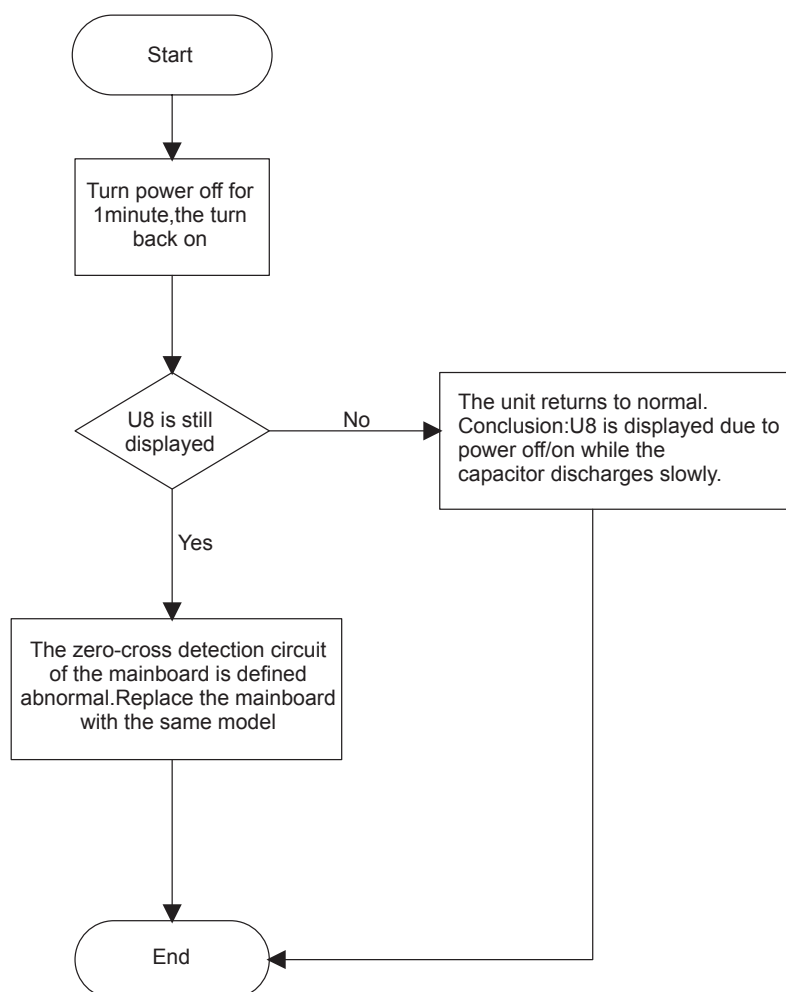 Start
Turn power off for
1minute,the turn
back on
U8 is still
displayed
No
The unit returns to normal.
Conclusion:U8 is displayed due to
power off/on while the
capacitor discharges slowly.
Yes
The zero-cross detection circuit
of the mainboard is defined
abnormal.Replace the mainboard
with the same model
End